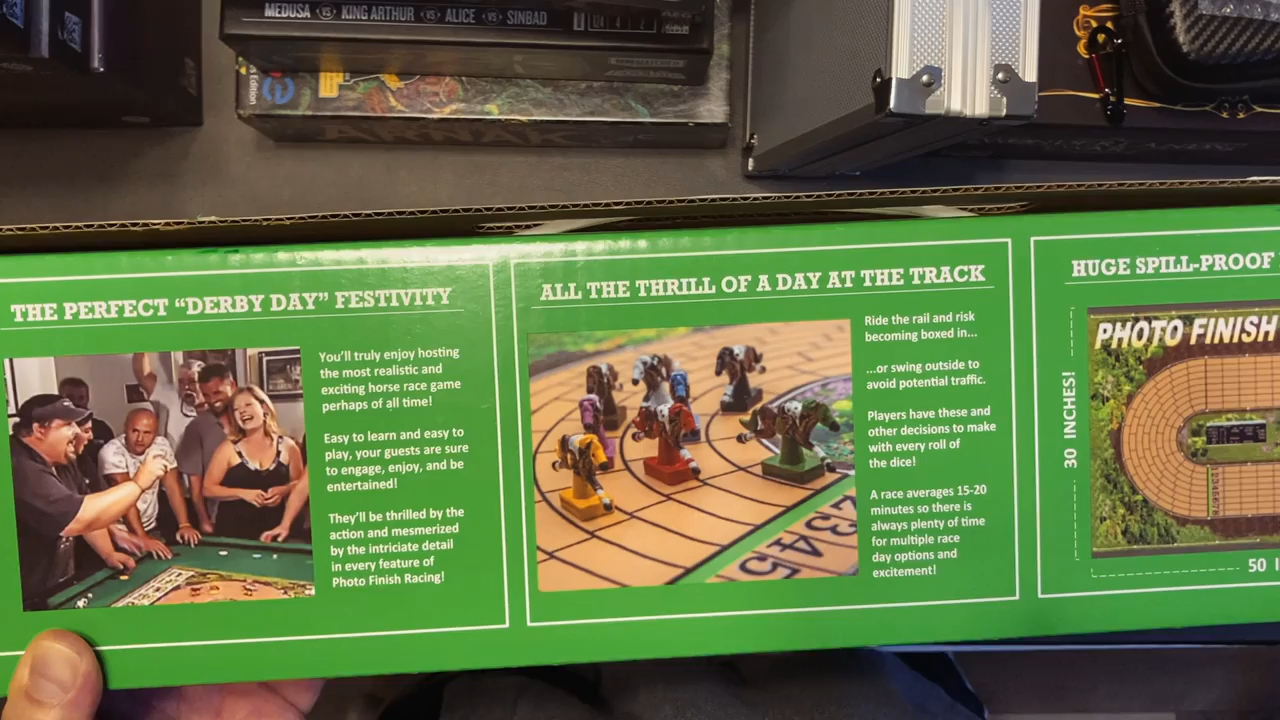 MEDUSA VS KING ARTHUR VS ALICE VS SINBAD
Edition
ARNAK
THE PERFECT “DERBY DAY” FESTIVITY
You'll truly enjoy hosting
the most realistic and
exciting horse race game
perhaps of all time!
Easy to learn and easy to
play, your guests are sure
to engage, enjoy, and be
entertained!
They'll be thrilled by the
action and mesmerized
by the intriciate detail
in every feature of
Photo Finish Racing!
ALL THE THRILL OF A DAY AT THE TRACK
2345
Ride the rail and risk
becoming boxed in...
...or swing outside to
avoid potential traffic.
Players have these and
other decisions to make
with every roll of
the dice!
A race averages 15-20
minutes so there is
always plenty of time
for multiple race
day options and
excitement!
HUGE SPILL-PROOF
PHOTO FINISH
30 INCHES!
50 I